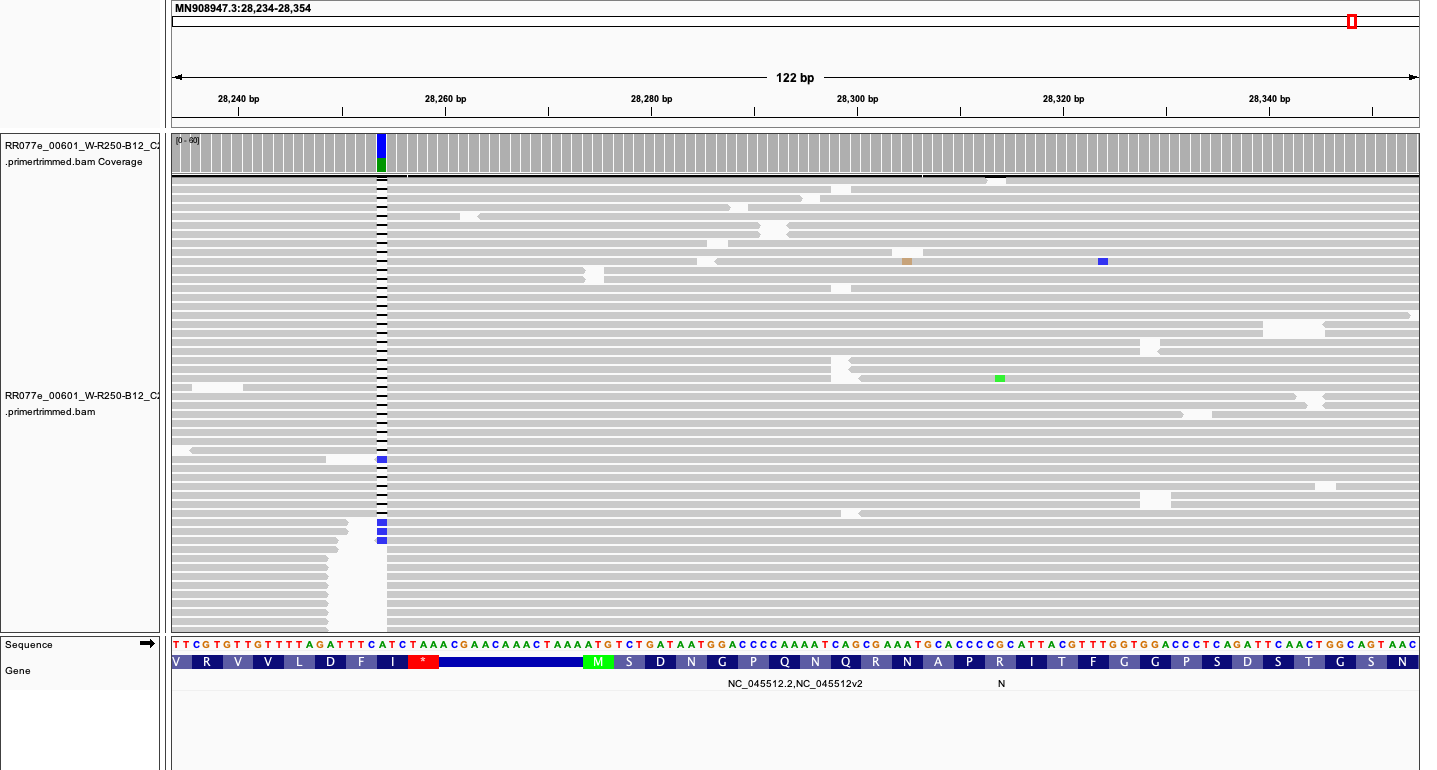 MN908947.3:28,234-28,354
122 bp
28,240 bp 28,260 bp 28,280 bp 28,300 bp 28,320 bp 28,340 bp
RR077e_00601_W-R250-B12_C2
.primertrimmed.bam Coverage
[0 - 60]
RR077e_00601_W-R250-B12_C2
.primertrimmed.bam
Sequence
T T C G T G T T G T T T T A G A T T T C A T C T A A A C G A A C A A A C T A A A A T G T C T G A T A A T G G A C C C C A A A A T C A G C G A A A T G C A C C C C G C A T T A C G T T T G G T G G A C C C T C A G A T T C A A C T G G C A G T A A C
Gene
V R V V L D F I * M S D N G P Q N Q R N A P R I T F G G P S D S T G S N
NC_045512.2,NC_045512v2 N